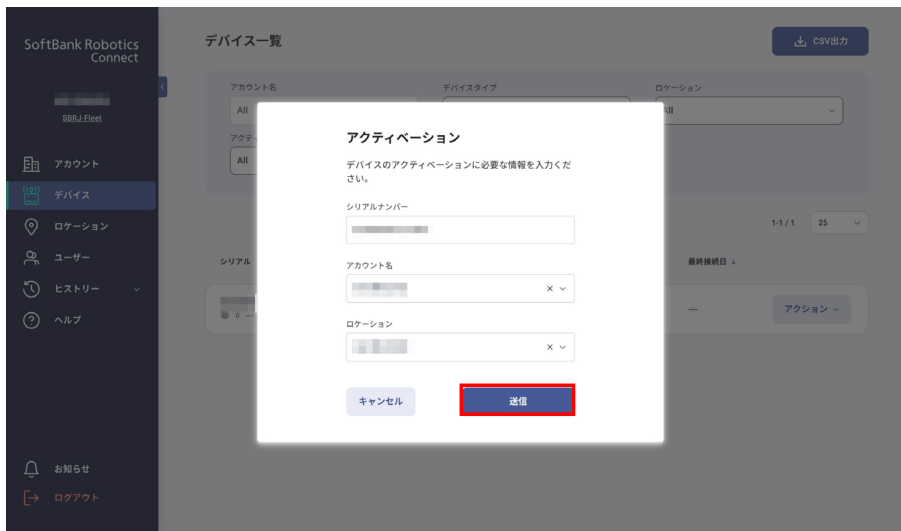 SoftBank Robotics
Connect
SBRJ-Fleet
アカウント
デバイス
ロケーション
ユーザー
ヒストリー
ヘルプ
お知らせ
ログアウト
デバイス一覧
CSV出力
アカウント名
デバイスタイプ
ロケーション
All
All
アクティ
All
1-1 / 1
25
シリアル
最終接続日 ↓
0 —
—
アクション
アクティベーション
デバイスのアクティベーションに必要な情報を入力くだ
さい。
シリアルナンバー
アカウント名
ロケーション
キャンセル
送信